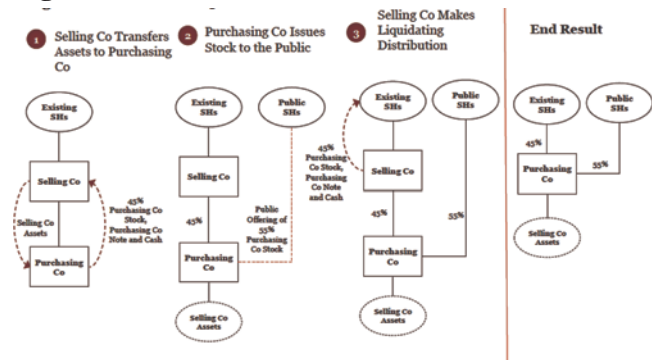 1
Selling Co Transfers
Assets to Purchasing
Co
Existing
SHs
Selling Co
Selling Co
Assets
45%
Purchasing Co
Stock,
Purchasing Co
Note and Cash
Purchasing
Co
2
Purchasing Co Issues
Stock to the Public
Existing
SHs
Public
SHs
Selling Co
45%
Public
Offering of
55%
Purchasing
Co Stock
Purchasing
Co
Selling Co
Assets
3
Selling Co Makes
Liquidating
Distribution
Existing
SHs
Public
SHs
45%
Purchasing
Co Stock,
Purchasing
Co Note
and Cash
Selling Co
45%
55%
Purchasing
Co
Selling Co
Assets
End Result
Existing
SHs
Public
SHs
45%
55%
Purchasing
Co
Selling Co
Assets